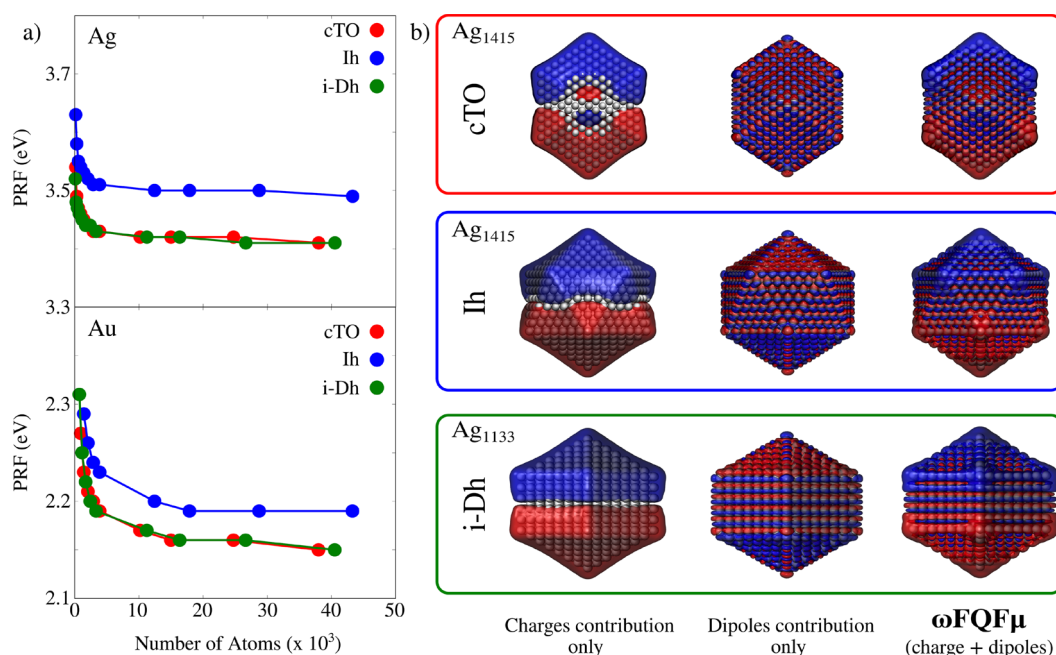 a)
Ag
cTO
Ih
i-Dh
PRF (eV)
3.7
3.5
3.3
Au
cTO
Ih
i-Dh
PRF (eV)
2.3
2.2
2.1
0 10 20 30 40 50
Number of Atoms (x 10³)
b)
Ag₁₄₁₅
cTO
Ag₁₄₁₅
Ih
Ag₁₁₃₃
i-Dh
Charges contribution
only
Dipoles contribution
only
ωFQFμ
(charge + dipoles)